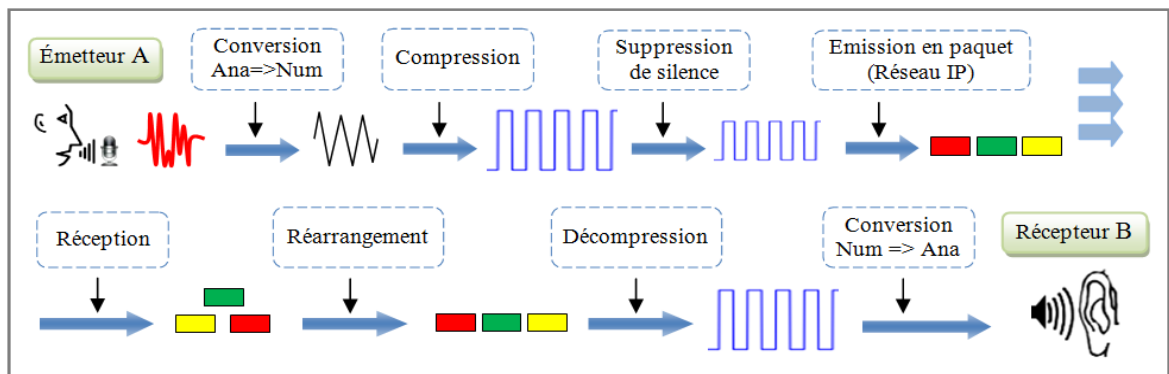 Émetteur A
Conversion
Ana=>Num
Compression
Suppression
de silence
Emission en paquet
(Réseau IP)
Réception
Réarrangement
Décompression
Conversion
Num => Ana
Récepteur B